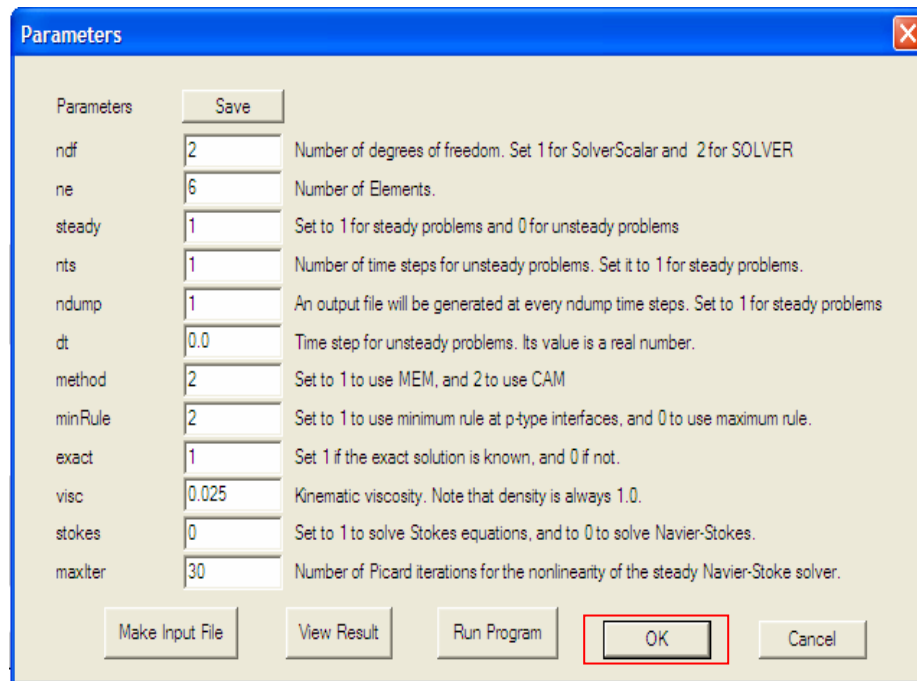 Parameters
Parameters Save
ndf 2 Number of degrees of freedom. Set 1 for SolverScalar and 2 for SOLVER
ne 6 Number of Elements.
steady 1 Set to 1 for steady problems and 0 for unsteady problems
nts 1 Number of time steps for unsteady problems. Set it to 1 for steady problems.
ndump 1 An output file will be generated at every ndump time steps. Set to 1 for steady problems
dt 0.0 Time step for unsteady problems. Its value is a real number.
method 2 Set to 1 to use MEM, and 2 to use CAM
minRule 2 Set to 1 to use minimum rule at p-type interfaces, and 0 to use maximum rule.
exact 1 Set 1 if the exact solution is known, and 0 if not.
visc 0.025 Kinematic viscosity. Note that density is always 1.0.
stokes 0 Set to 1 to solve Stokes equations, and to 0 to solve Navier-Stokes.
maxIter 30 Number of Picard iterations for the nonlinearity of the steady Navier-Stoke solver.
Make Input File View Result Run Program OK Cancel